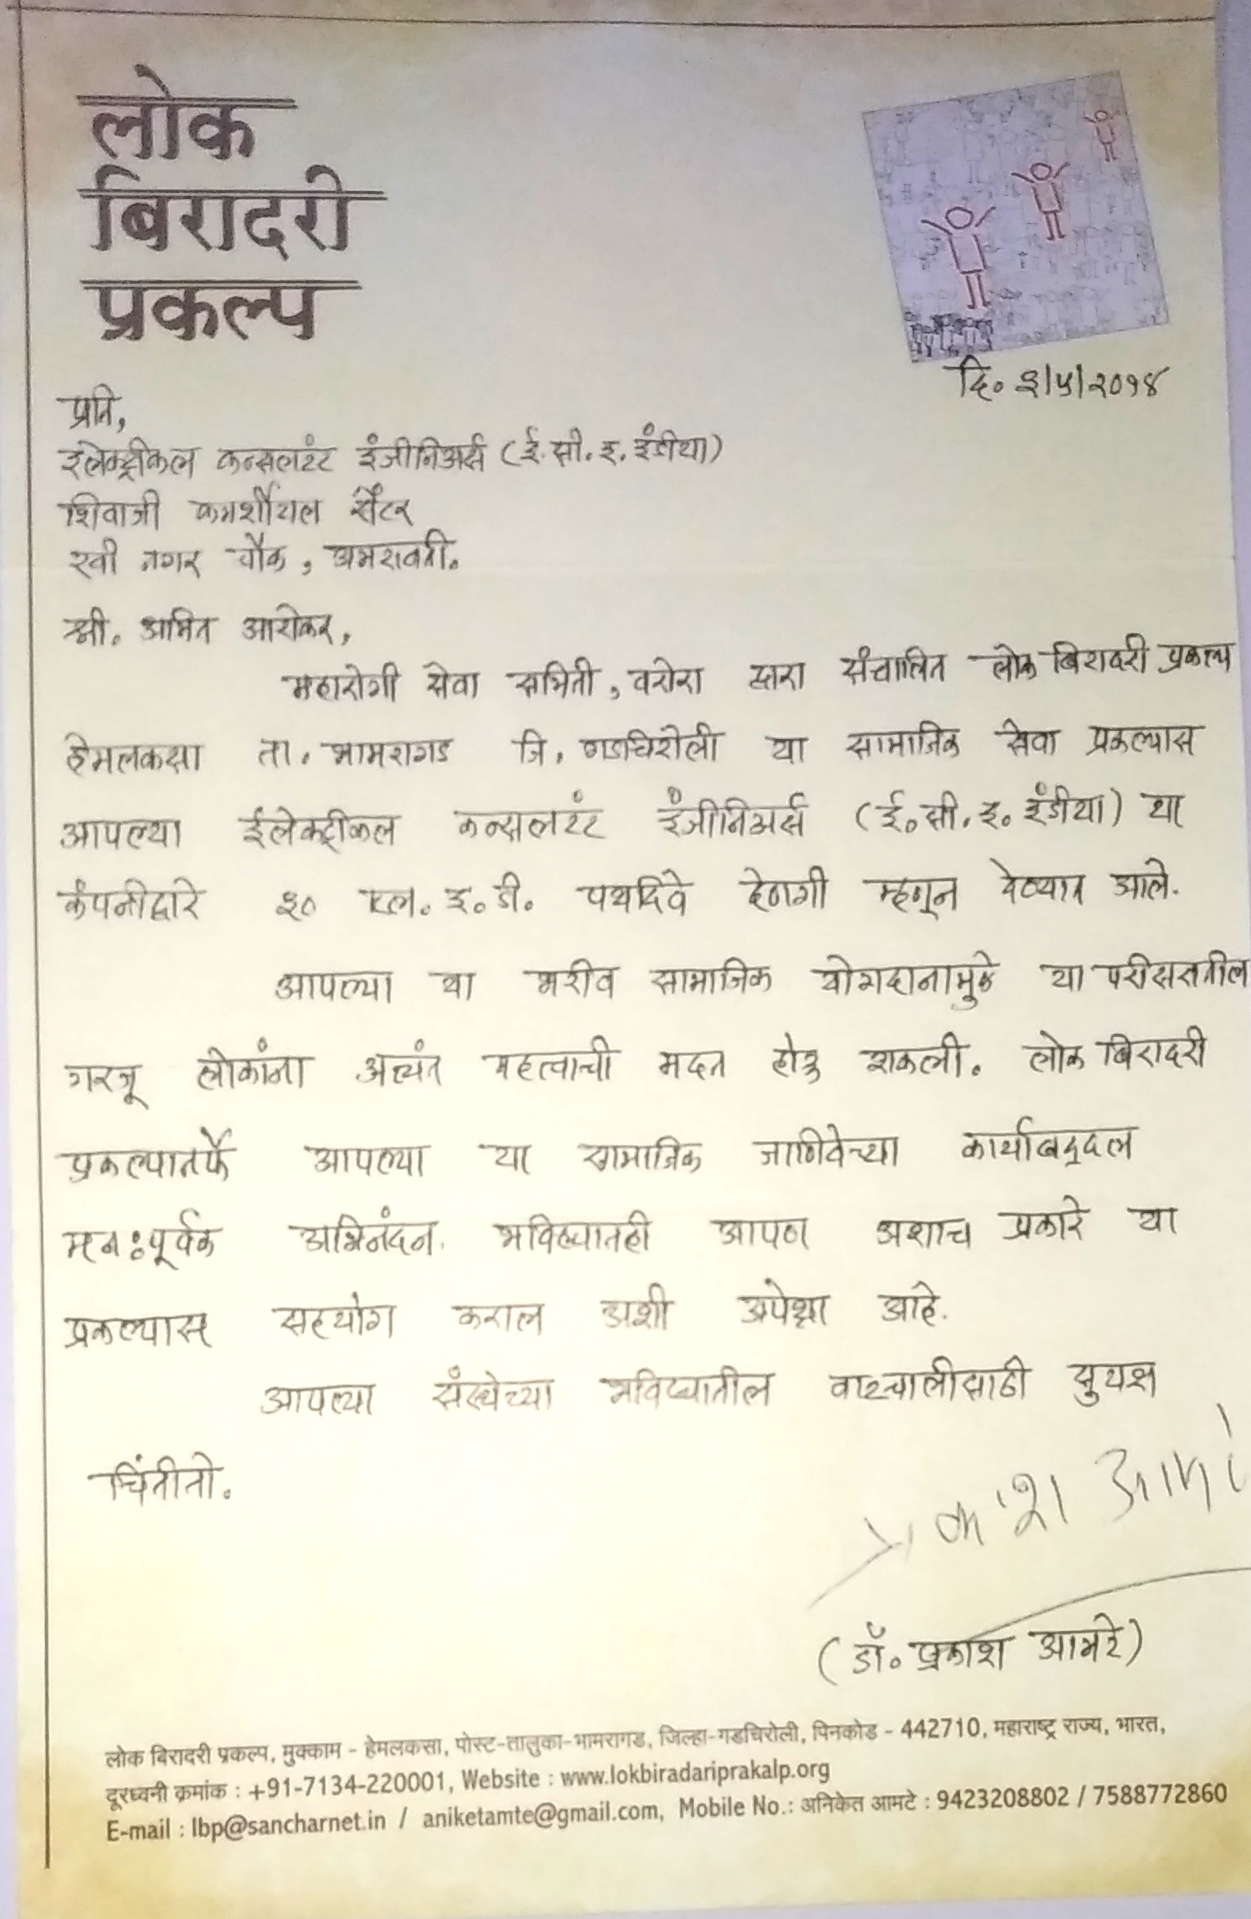 लोक
बिरादरी
प्रकल्प
दि. ३/५/२०१४
प्रति,
इलेक्ट्रीकल कन्सलटंट इंजीनिअर्स (ई.सी.इ. इंडीया)
शिवाजी कमर्शीयल सेंटर
रवी नगर चौक, अमरावती.
श्री. अमित आरोकर,
महारोगी सेवा समिती, वरोरा द्वारा संचालित लोक बिरादरी प्रकल्प
हेमलकसा ता. भामरागड जि. गडचिरोली या सामाजिक सेवा प्रकल्पास
आपल्या ईलेक्ट्रीकल कन्सलटंट इंजीनिअर्स (ई.सी.इ. इंडीया) या
कंपनीद्वारे ३० एल.इ.डी. पथदिवे देणगी म्हणून देण्यात आले.
आपल्या या भरीव सामाजिक योगदानामुळे या परीसरातील
गरजू लोकांना अत्यंत महत्वाची मदत होऊ शकली. लोक बिरादरी
प्रकल्पातर्फे आपल्या या सामाजिक जाणिवेच्या कार्याबद्दल
मनःपूर्वक अभिनंदन. भविष्यातही आपण अशाच प्रकारे या
प्रकल्पास सहयोग कराल अशी अपेक्षा आहे.
आपल्या संस्थेच्या भविष्यातील वाटचालीसाठी सुयश
चिंतीतो.
प्रकाश आमटे
(डॉ. प्रकाश आमटे)
लोक बिरादरी प्रकल्प, मुक्काम - हेमलकसा, पोस्ट-तालुका-भामरागड, जिल्हा-गडचिरोली, पिनकोड - 442710, महाराष्ट्र राज्य, भारत,
दूरध्वनी क्रमांक : +91-7134-220001, Website : www.lokbiradariprakalp.org
E-mail : lbp@sancharnet.in / aniketamte@gmail.com, Mobile No.: अनिकेत आमटे : 9423208802 / 7588772860